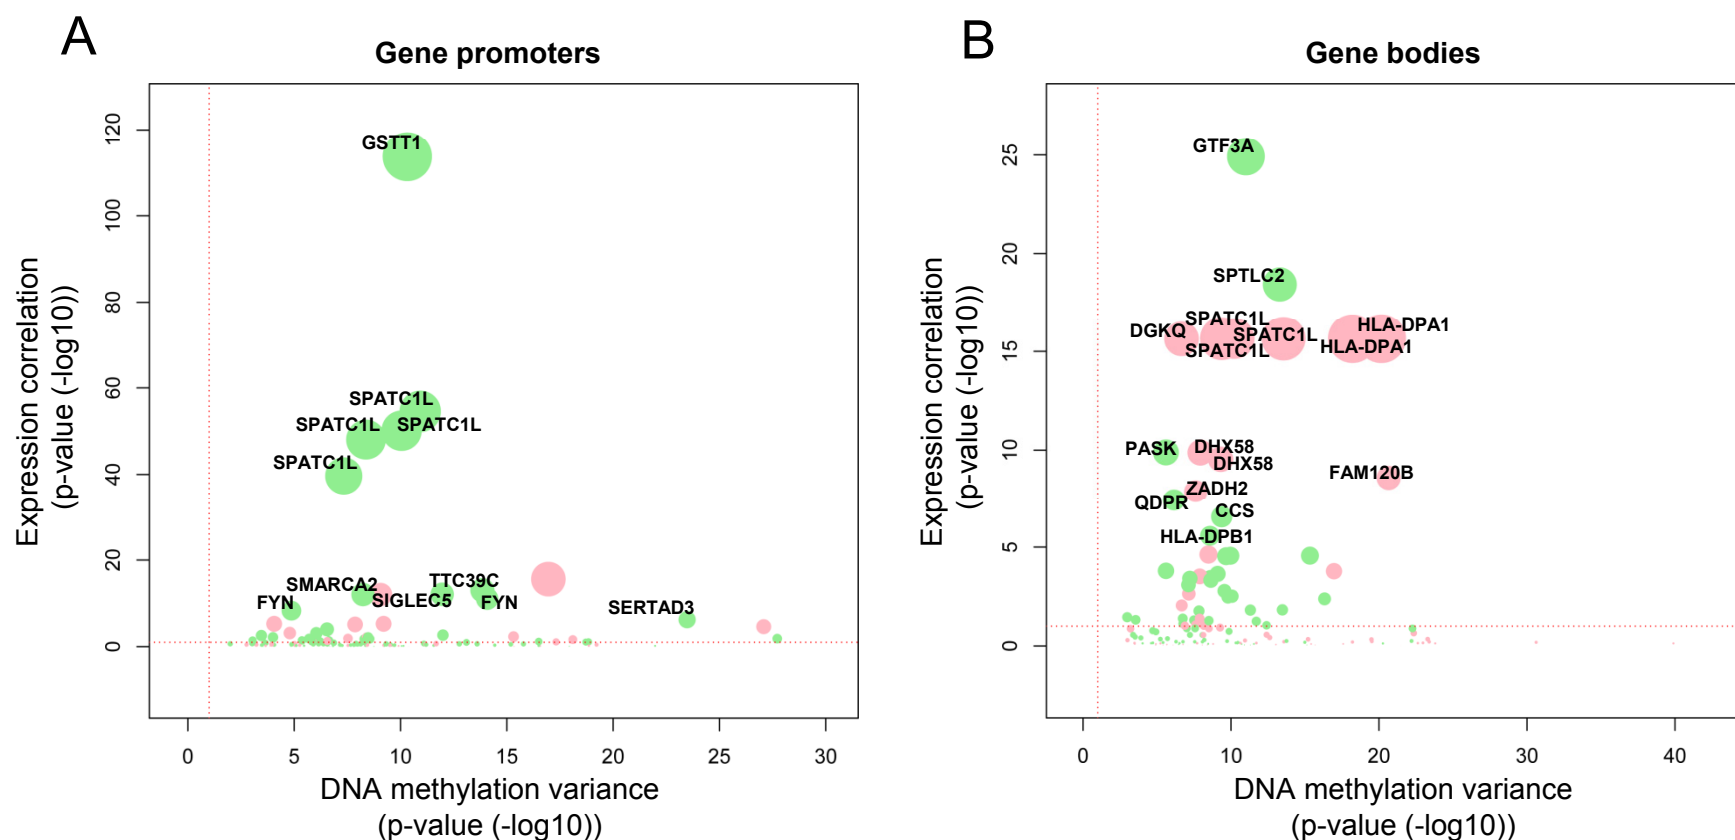 A
Gene promoters
120
100
80
60
40
20
0
Expression correlation
(p-value (-log10))
GSTT1
SPATC1L
SPATC1L
SPATC1L
SPATC1L
SMARCA2
TTC39C
FYN
SIGLEC5
FYN
SERTAD3
0 5 10 15 20 25 30
DNA methylation variance
(p-value (-log10))
B
Gene bodies
25
20
15
10
5
0
Expression correlation
(p-value (-log10))
GTF3A
SPTLC2
SPATC1L
HLA-DPA1
DGKQ
SPATC1L
SPATC1L
HLA-DPA1
PASK
DHX58
DHX58
FAM120B
ZADH2
QDPR
CCS
HLA-DPB1
0 10 20 30 40
DNA methylation variance
(p-value (-log10))